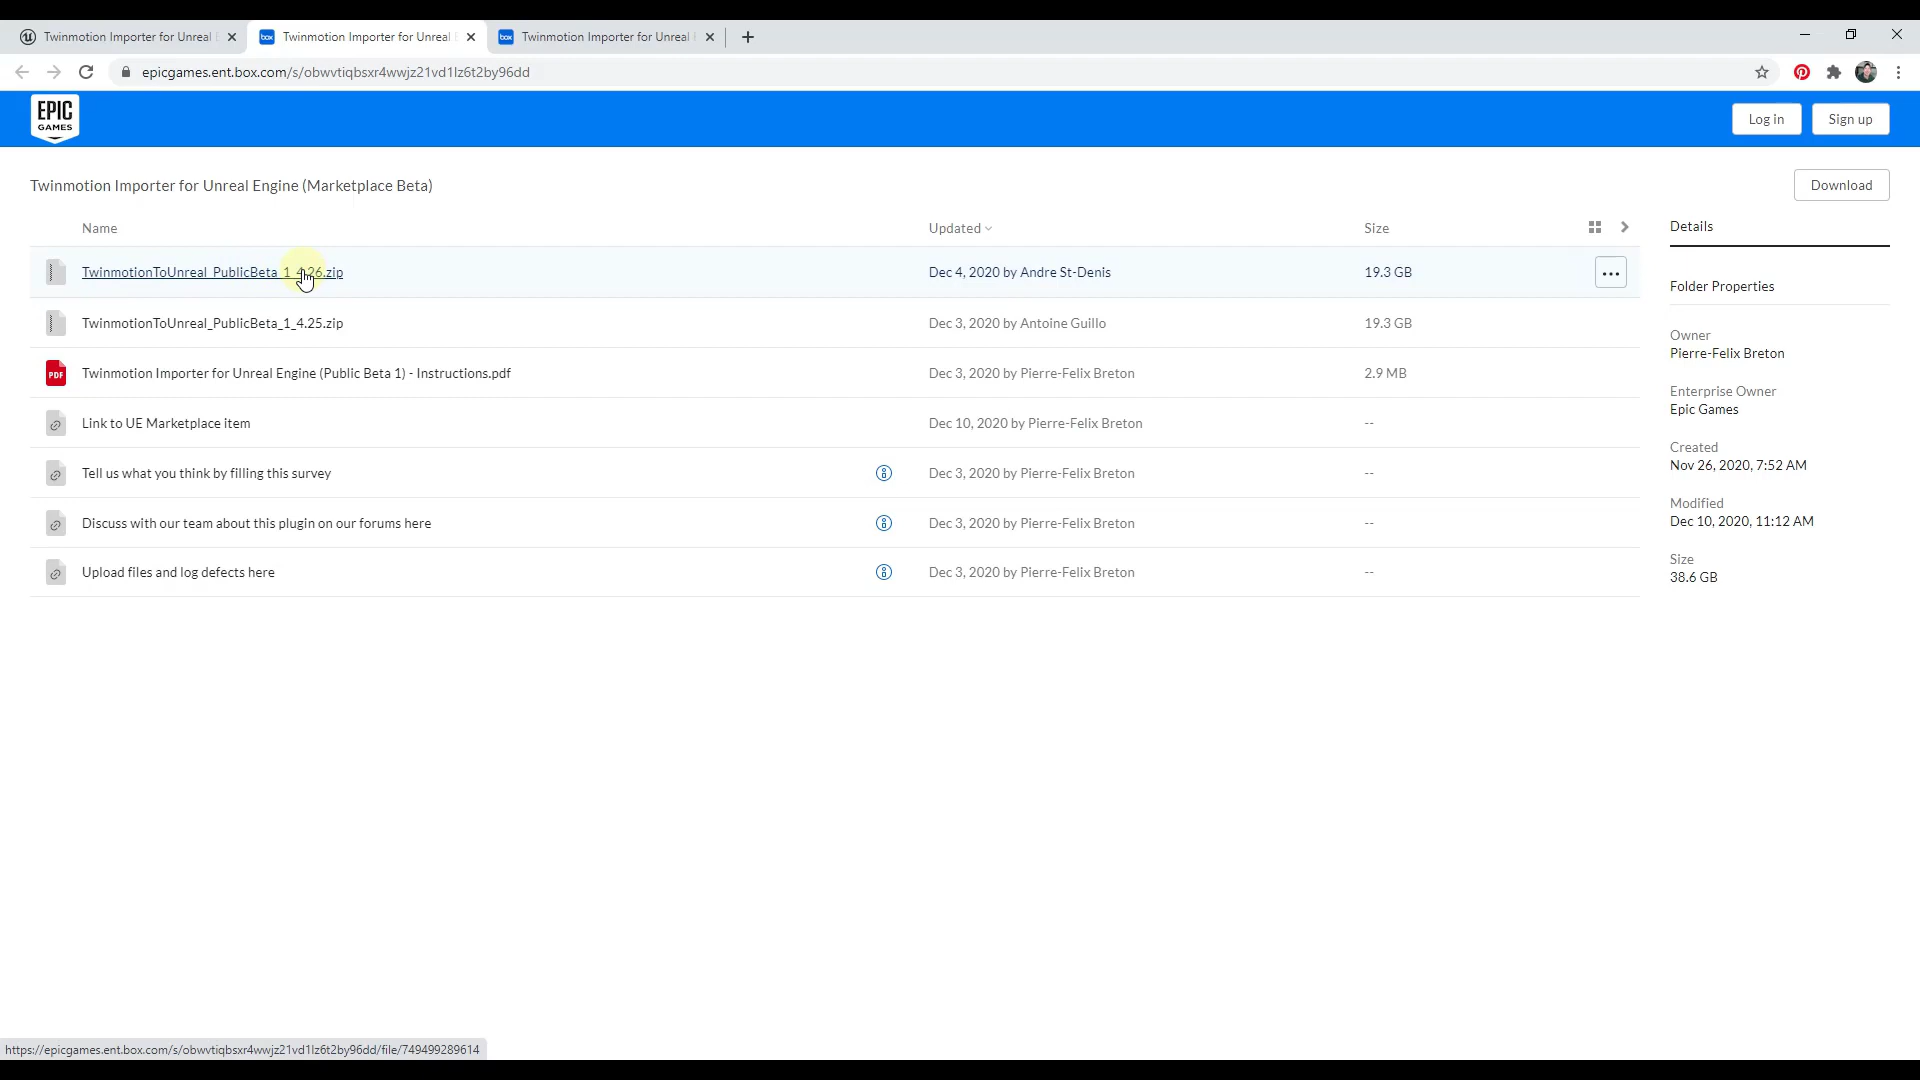 Twinmotion Importer for Unreal E
Twinmotion Importer for Unreal E
Twinmotion Importer for Unreal
epicgames.ent.box.com/s/obwvtiqbsxr4wwjz21vd1lz6t2by96dd
EPIC
GAMES
Log in
Sign up
Twinmotion Importer for Unreal Engine (Marketplace Beta)
Download
Name
Updated
Size
Details
TwinmotionToUnreal_PublicBeta_1_4.26.zip
Dec 4, 2020 by Andre St-Denis
19.3 GB
TwinmotionToUnreal_PublicBeta_1_4.25.zip
Dec 3, 2020 by Antoine Guillo
19.3 GB
PDF
Twinmotion Importer for Unreal Engine (Public Beta 1) - Instructions.pdf
Dec 3, 2020 by Pierre-Felix Breton
2.9 MB
Link to UE Marketplace item
Dec 10, 2020 by Pierre-Felix Breton
--
Tell us what you think by filling this survey
Dec 3, 2020 by Pierre-Felix Breton
--
Discuss with our team about this plugin on our forums here
Dec 3, 2020 by Pierre-Felix Breton
--
Upload files and log defects here
Dec 3, 2020 by Pierre-Felix Breton
--
Folder Properties
Owner
Pierre-Felix Breton
Enterprise Owner
Epic Games
Created
Nov 26, 2020, 7:52 AM
Modified
Dec 10, 2020, 11:12 AM
Size
38.6 GB
https://epicgames.ent.box.com/s/obwvtiqbsxr4wwjz21vd1lz6t2by96dd/file/749499289614